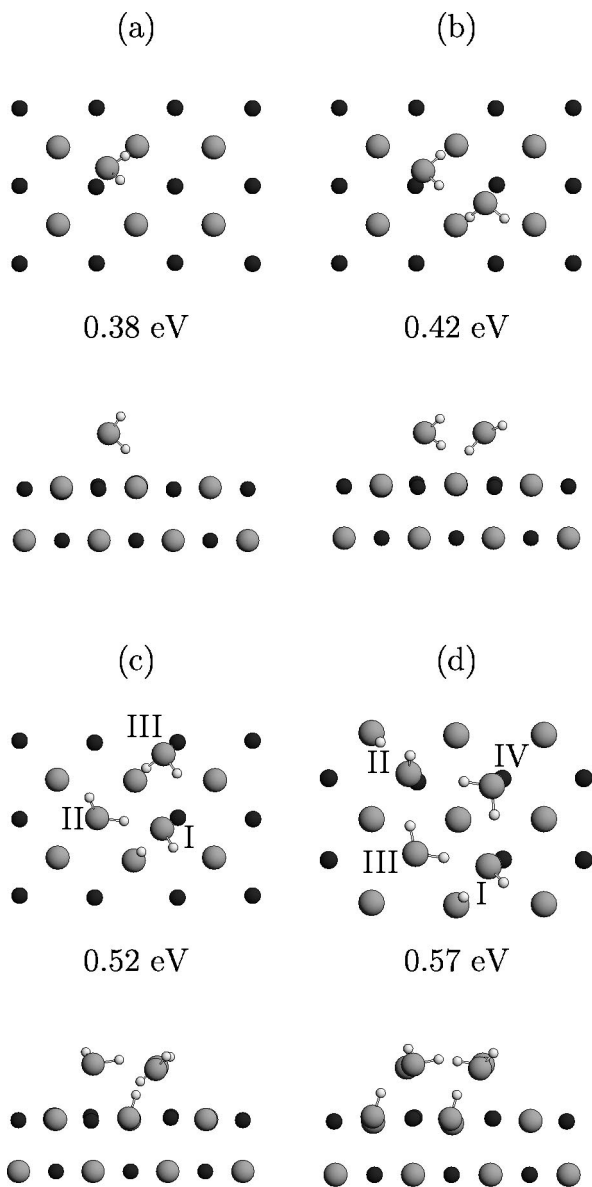 (a) (b)
0.38 eV 0.42 eV
(c) (d)
III
II
I
II
IV
III
I
0.52 eV 0.57 eV